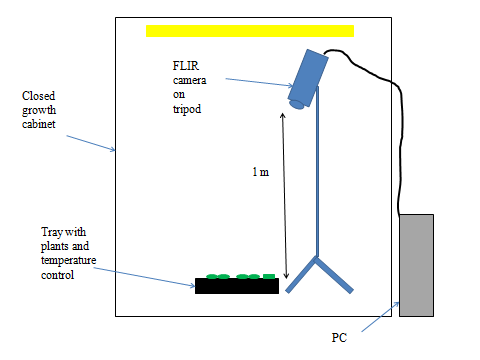 FLIR
camera
on
tripod
Closed
growth
cabinet
1 m
Tray with
plants and
temperature
control
PC